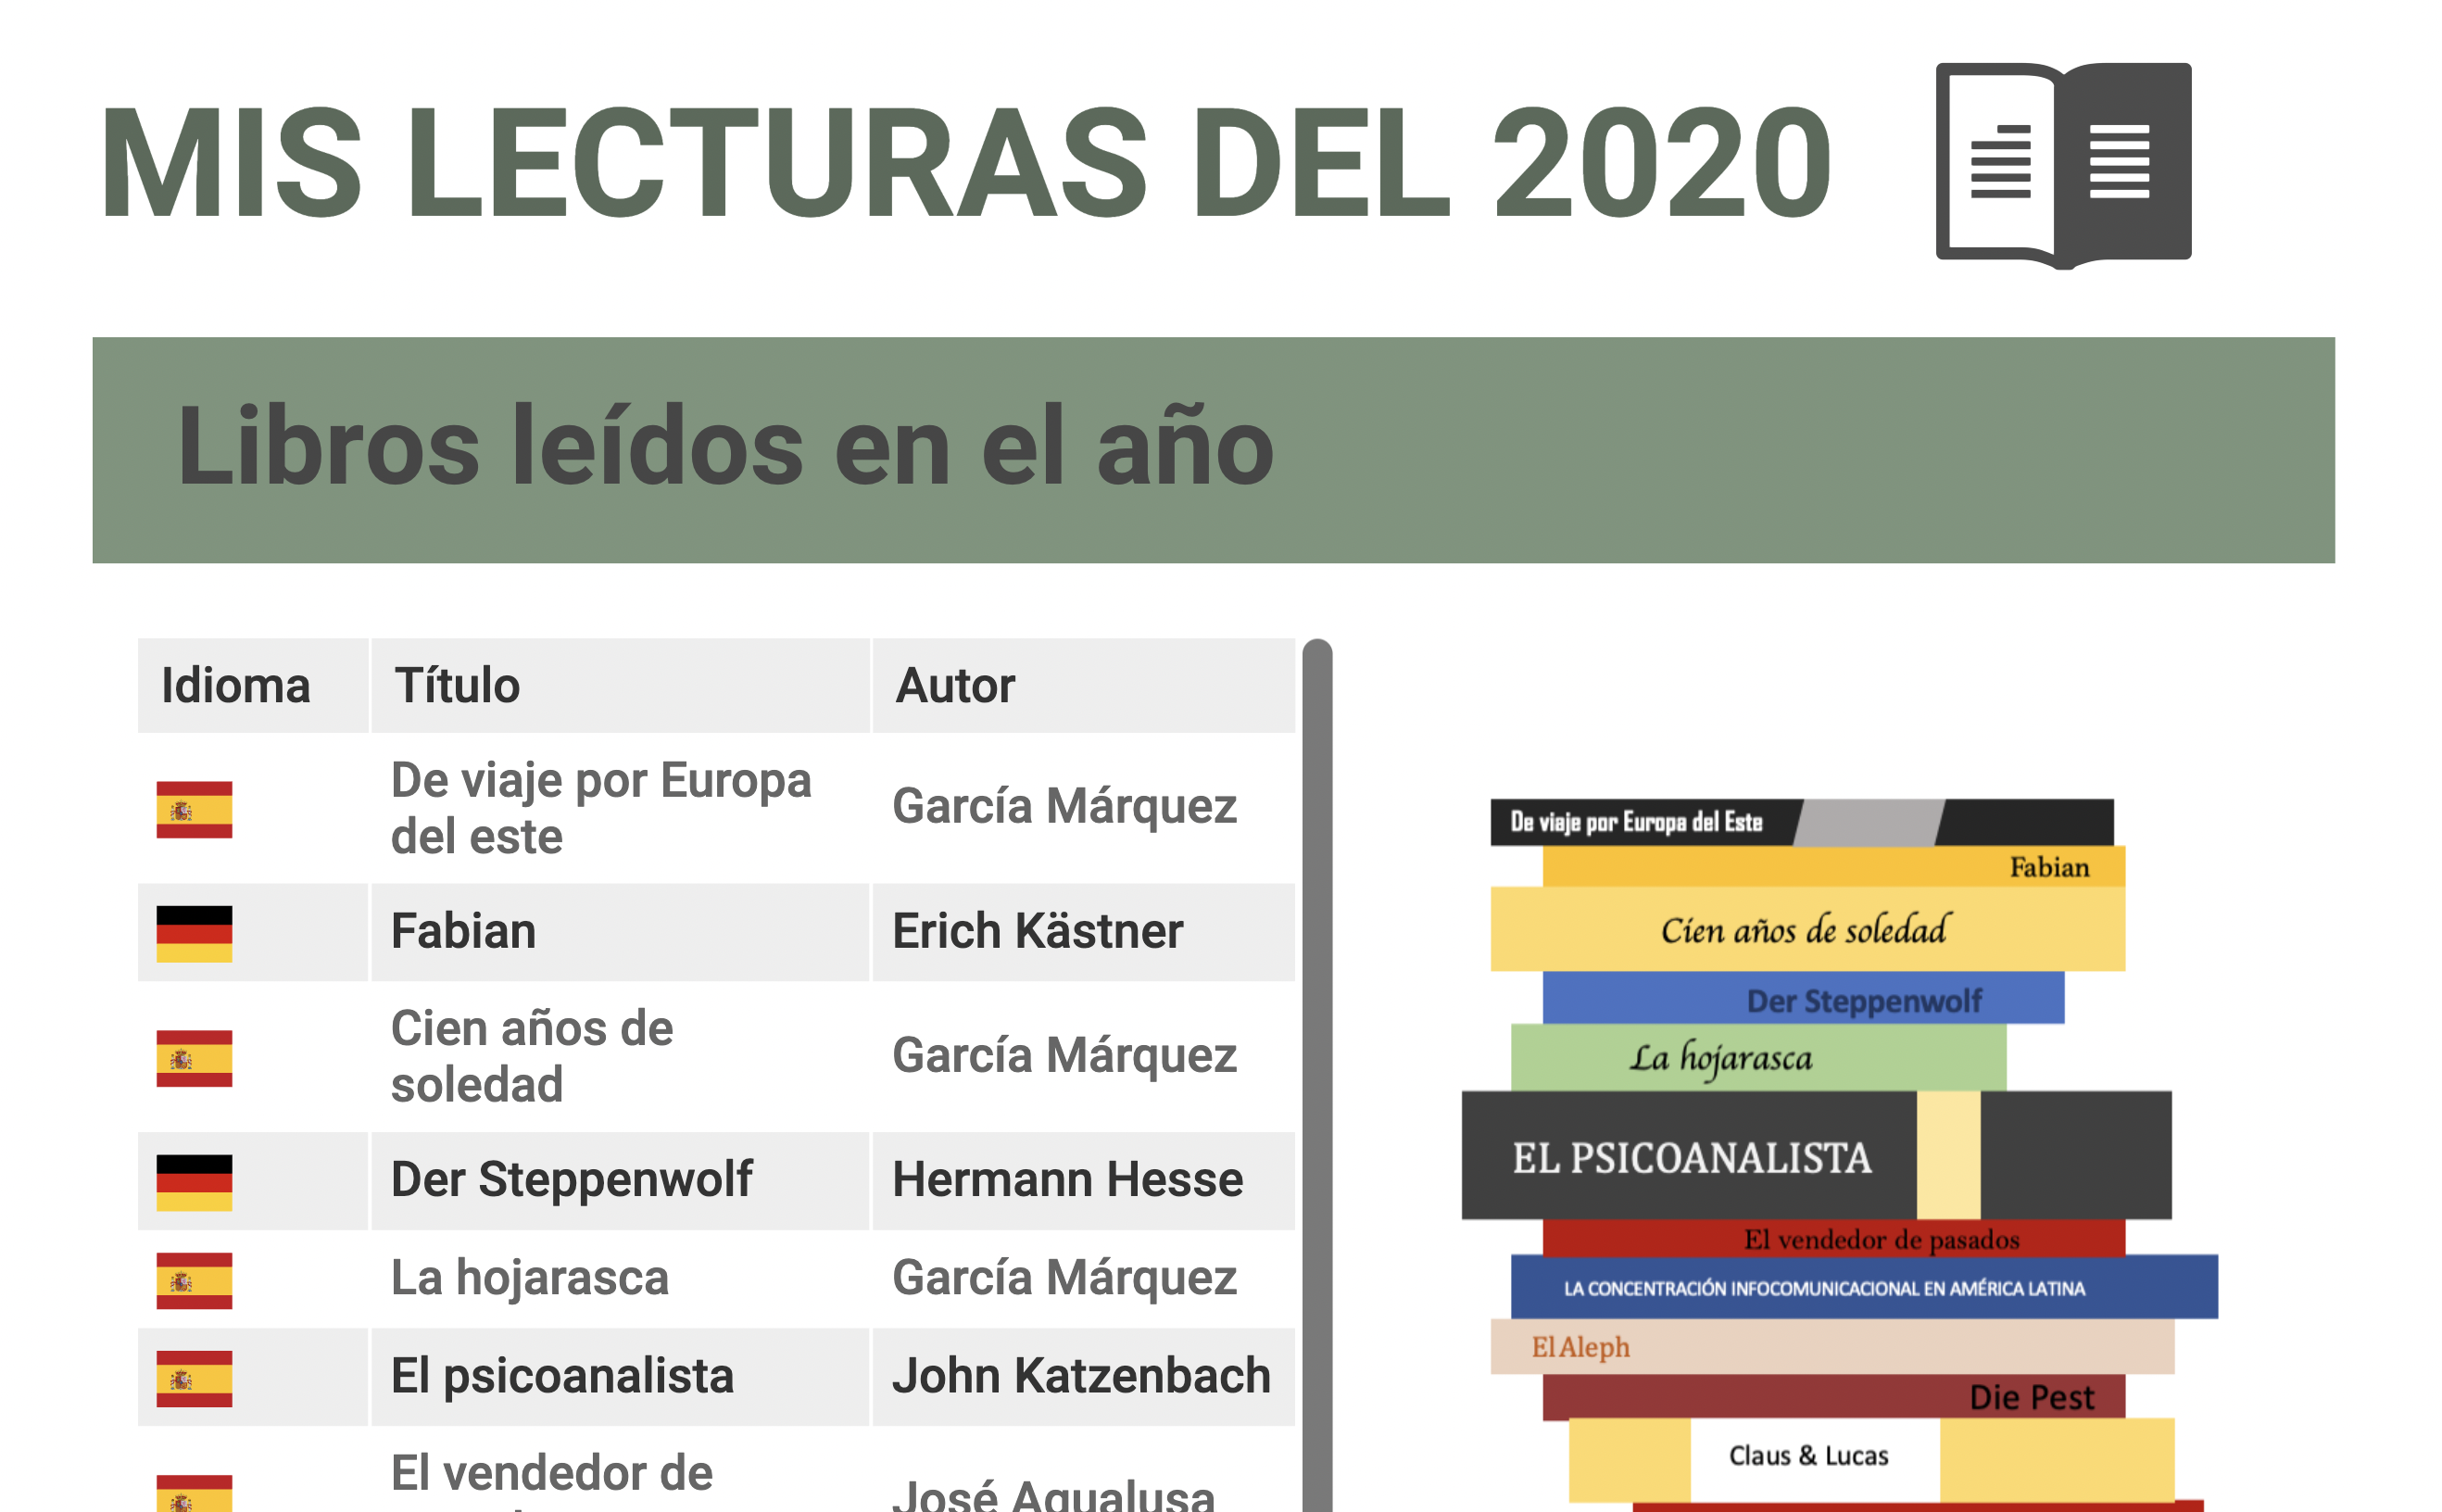 MIS LECTURAS DEL 2020
Libros leídos en el año
Idioma Título Autor
De viaje por Europa
del este
García Márquez
Fabian Erich Kästner
Cien años de
soledad
García Márquez
Der Steppenwolf Hermann Hesse
La hojarasca García Márquez
El psicoanalista John Katzenbach
El vendedor de
José Agualusa
De viaje por Europa del Este
Fabian
Cien años de soledad
Der Steppenwolf
La hojarasca
EL PSICOANALISTA
El vendedor de pasados
LA CONCENTRACIÓN INFOCOMUNICACIONAL EN AMÉRICA LATINA
El Aleph
Die Pest
Claus & Lucas